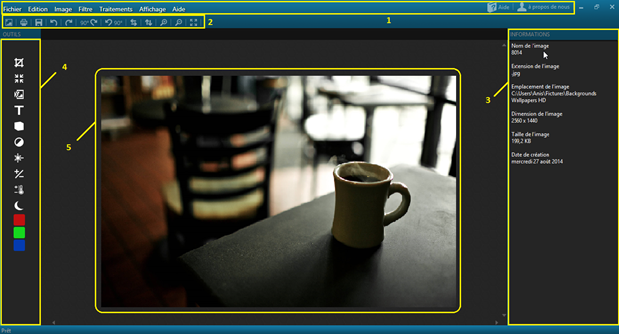 Fichier Edition Image Filtre Traitements Affichage Aide
Aide à propos de nous
1
90° 90°
2
OUTILS
INFORMATIONS
Nom de l'image
8014
Exension de l'image
.jpg
Emplacement de l'image
C:\Users\Anis\Pictures\Backgrounds
Wallpapers HD
Dimension de l'image
2560 x 1440
Taille de l'image
199,2 KB
Date de création
mercredi 27 août 2014
3
4
5
T
Prêt